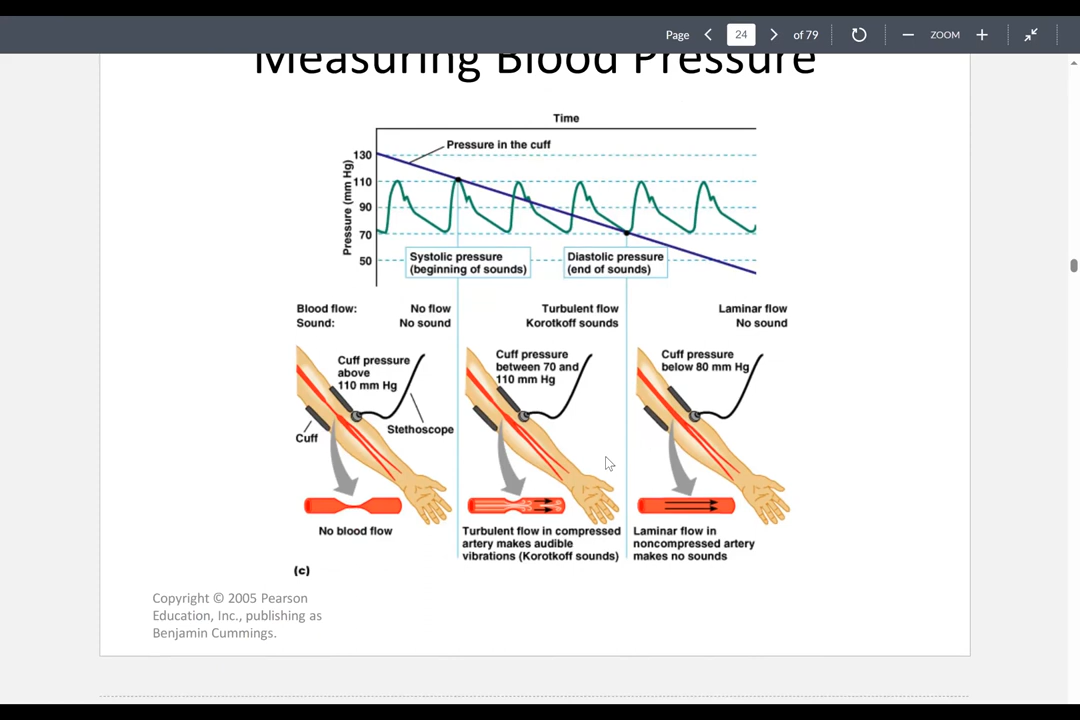 Page
24
of 79
ZOOM
Measuring Blood Pressure
Time
Pressure in the cuff
Pressure (mm Hg)
130
110
90
70
50
Systolic pressure
(beginning of sounds)
Diastolic pressure
(end of sounds)
Blood flow:
Sound:
No flow
No sound
Turbulent flow
Korotkoff sounds
Laminar flow
No sound
Cuff pressure
above
110 mm Hg
Cuff
Stethoscope
No blood flow
Cuff pressure
between 70 and
110 mm Hg
Turbulent flow in compressed
artery makes audible
vibrations (Korotkoff sounds)
Cuff pressure
below 80 mm Hg
Laminar flow in
noncompressed artery
makes no sounds
(c)
Copyright © 2005 Pearson
Education, Inc., publishing as
Benjamin Cummings.